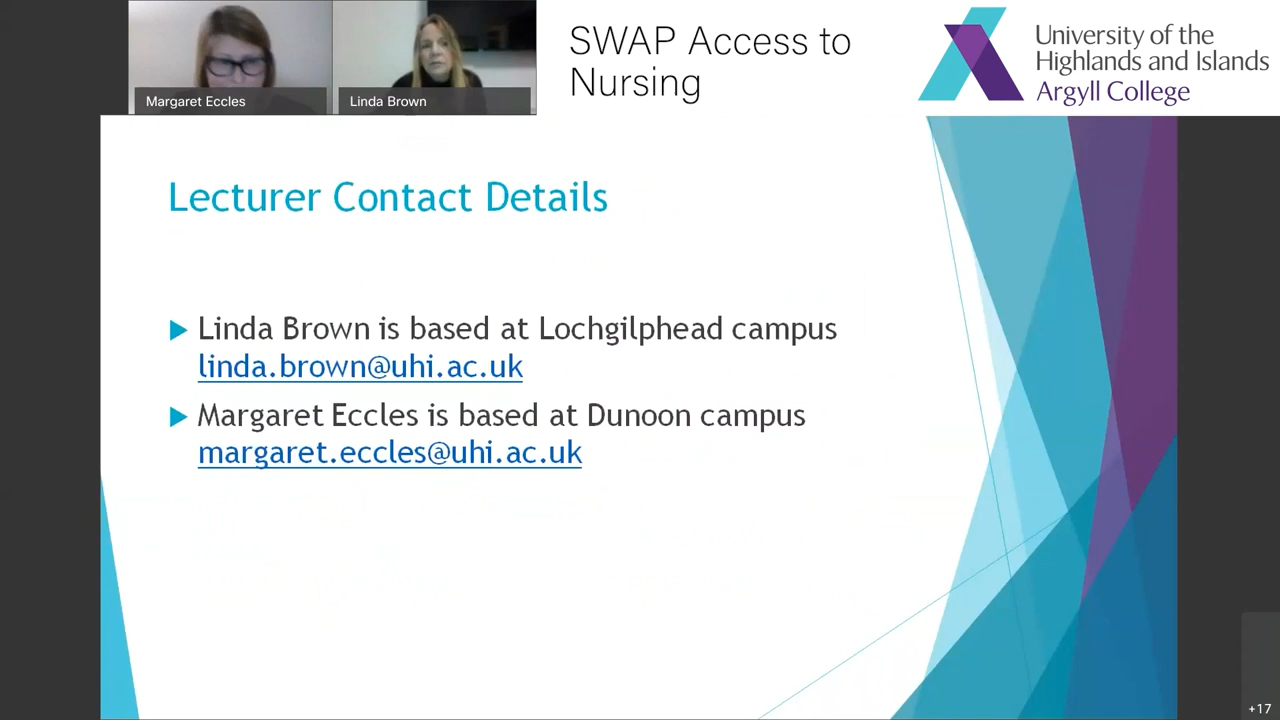 Margaret Eccles
Linda Brown
SWAP Access to
Nursing
University of the
Highlands and Islands
Argyll College
Lecturer Contact Details
Linda Brown is based at Lochgilphead campus
linda.brown@uhi.ac.uk
Margaret Eccles is based at Dunoon campus
margaret.eccles@uhi.ac.uk
+17